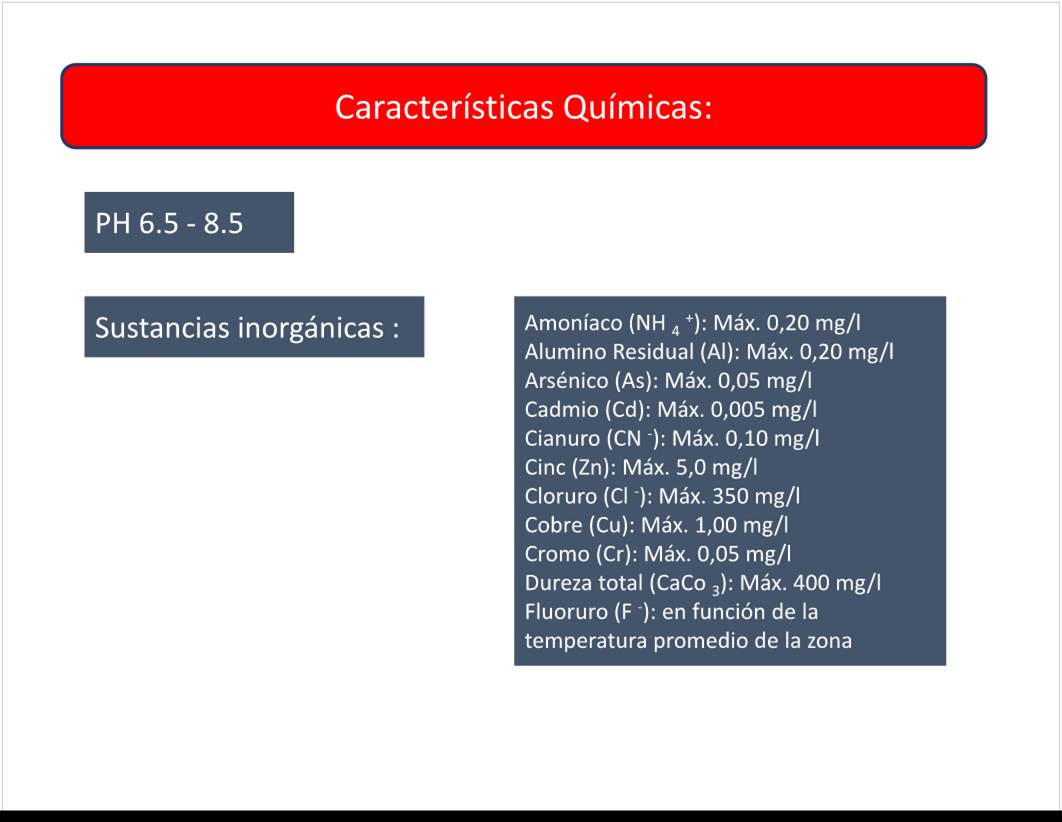 Características Químicas:
PH 6.5 - 8.5
Sustancias inorgánicas :
Amoníaco (NH ₄ ⁺): Máx. 0,20 mg/l
Alumino Residual (Al): Máx. 0,20 mg/l
Arsénico (As): Máx. 0,05 mg/l
Cadmio (Cd): Máx. 0,005 mg/l
Cianuro (CN ⁻): Máx. 0,10 mg/l
Cinc (Zn): Máx. 5,0 mg/l
Cloruro (Cl ⁻): Máx. 350 mg/l
Cobre (Cu): Máx. 1,00 mg/l
Cromo (Cr): Máx. 0,05 mg/l
Dureza total (CaCo ₃): Máx. 400 mg/l
Fluoruro (F ⁻): en función de la
temperatura promedio de la zona